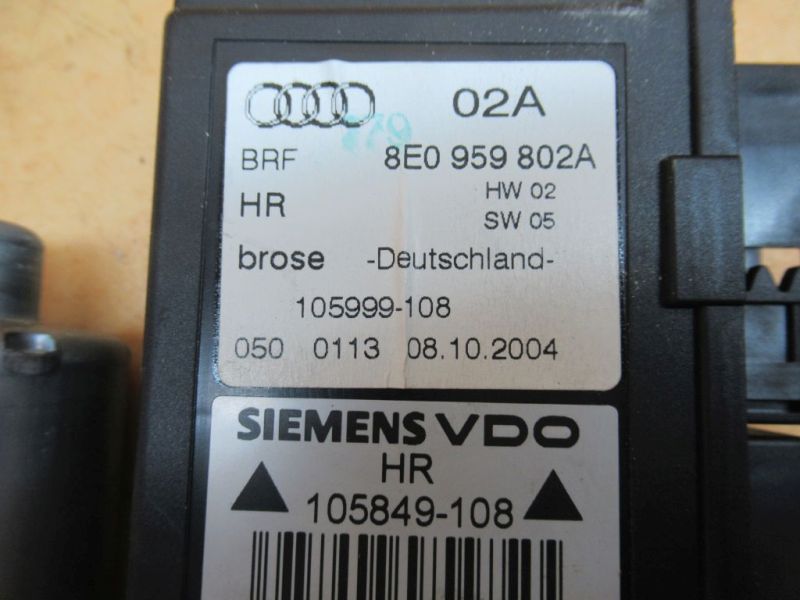 02A
BRF 8E0 959 802A
HR HW 02
SW 05
brose -Deutschland-
105999-108
050 0113 08.10.2004
SIEMENS VDO
HR
105849-108